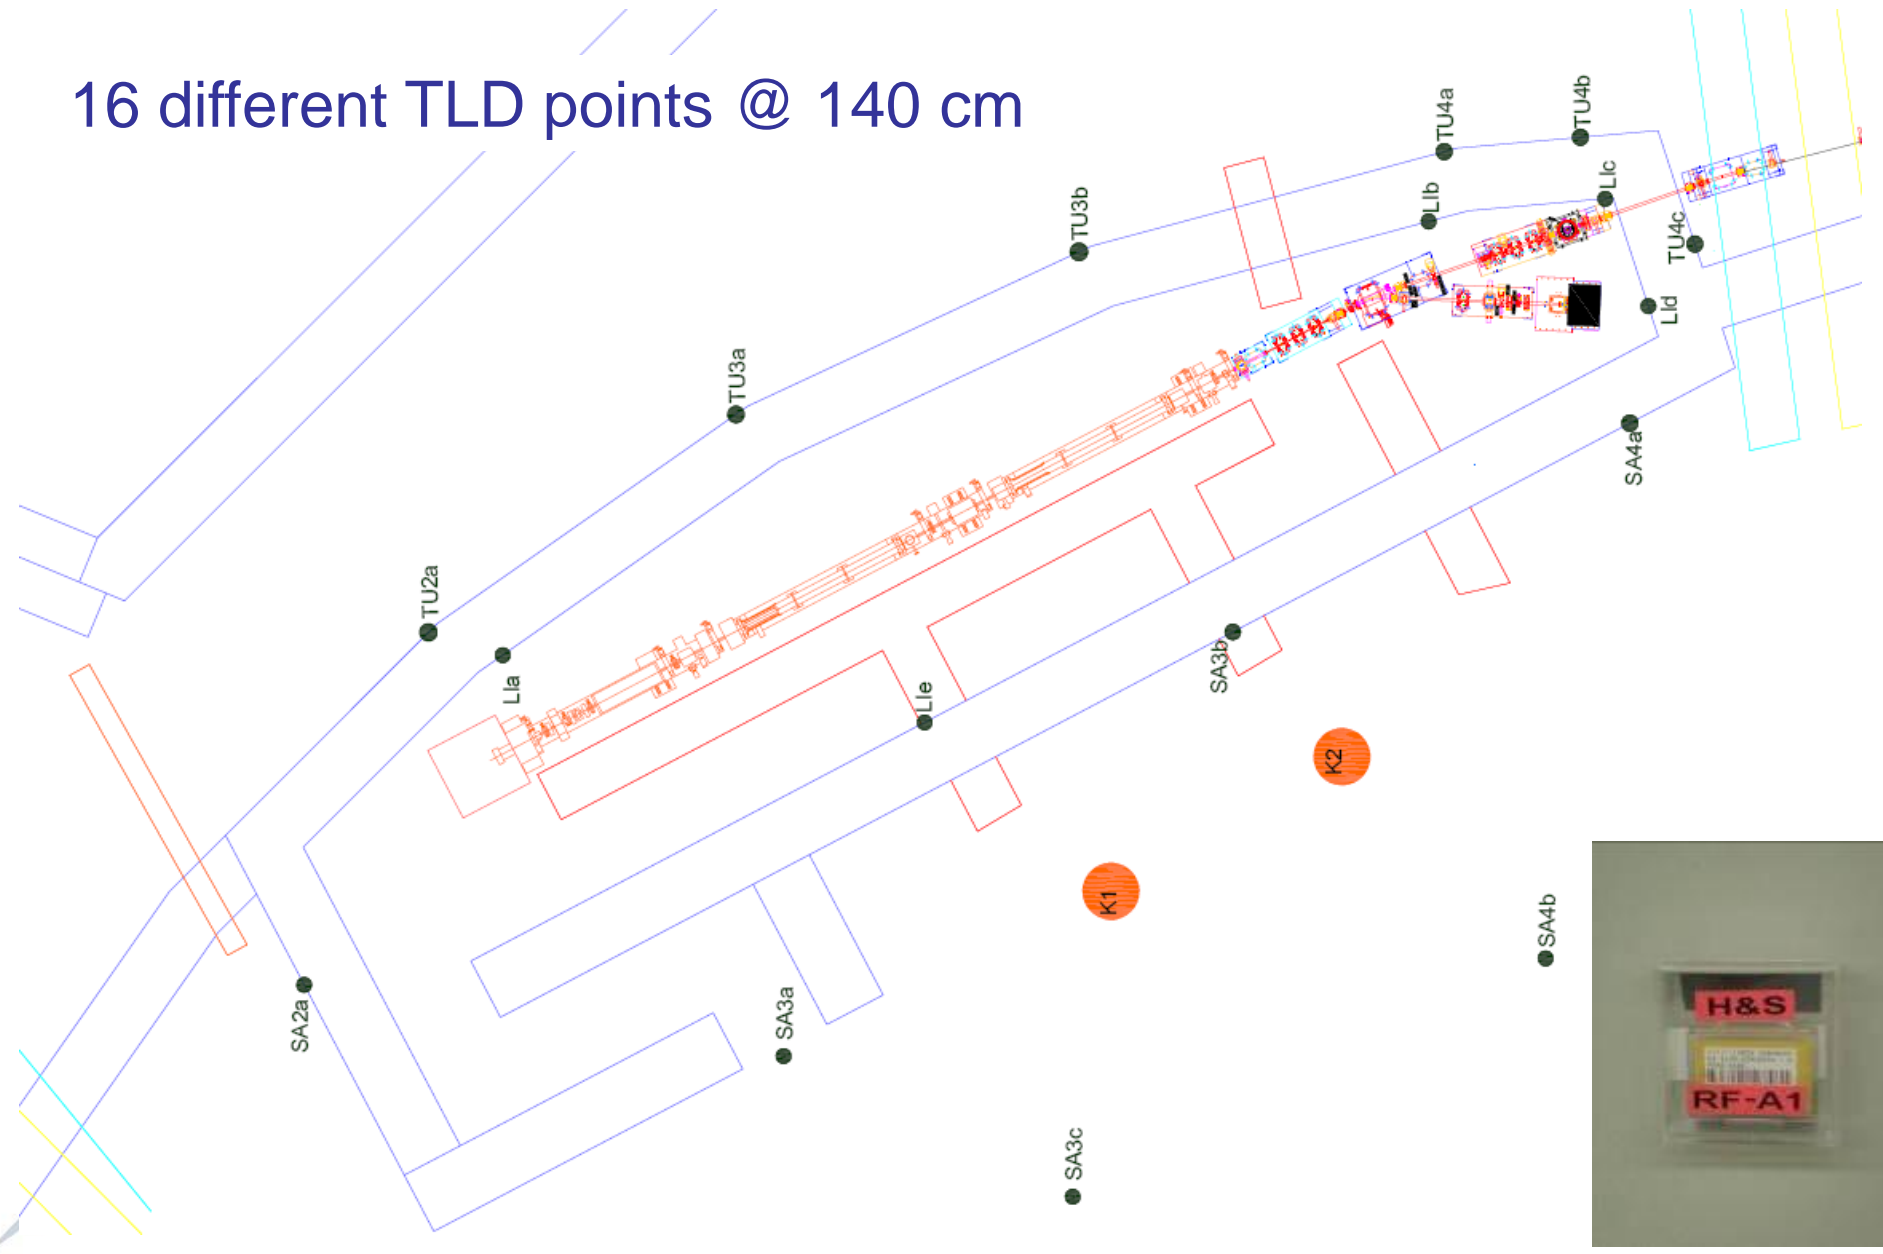 16 different TLD points @ 140 cm
TU4a
TU4b
LIc
LIb
TU3b
TU4c
LId
TU3a
SA4a
TU2a
LIa
SA3b
LIe
K2
K1
SA4b
SA2a
SA3a
SA3c
H&S
RF-A1